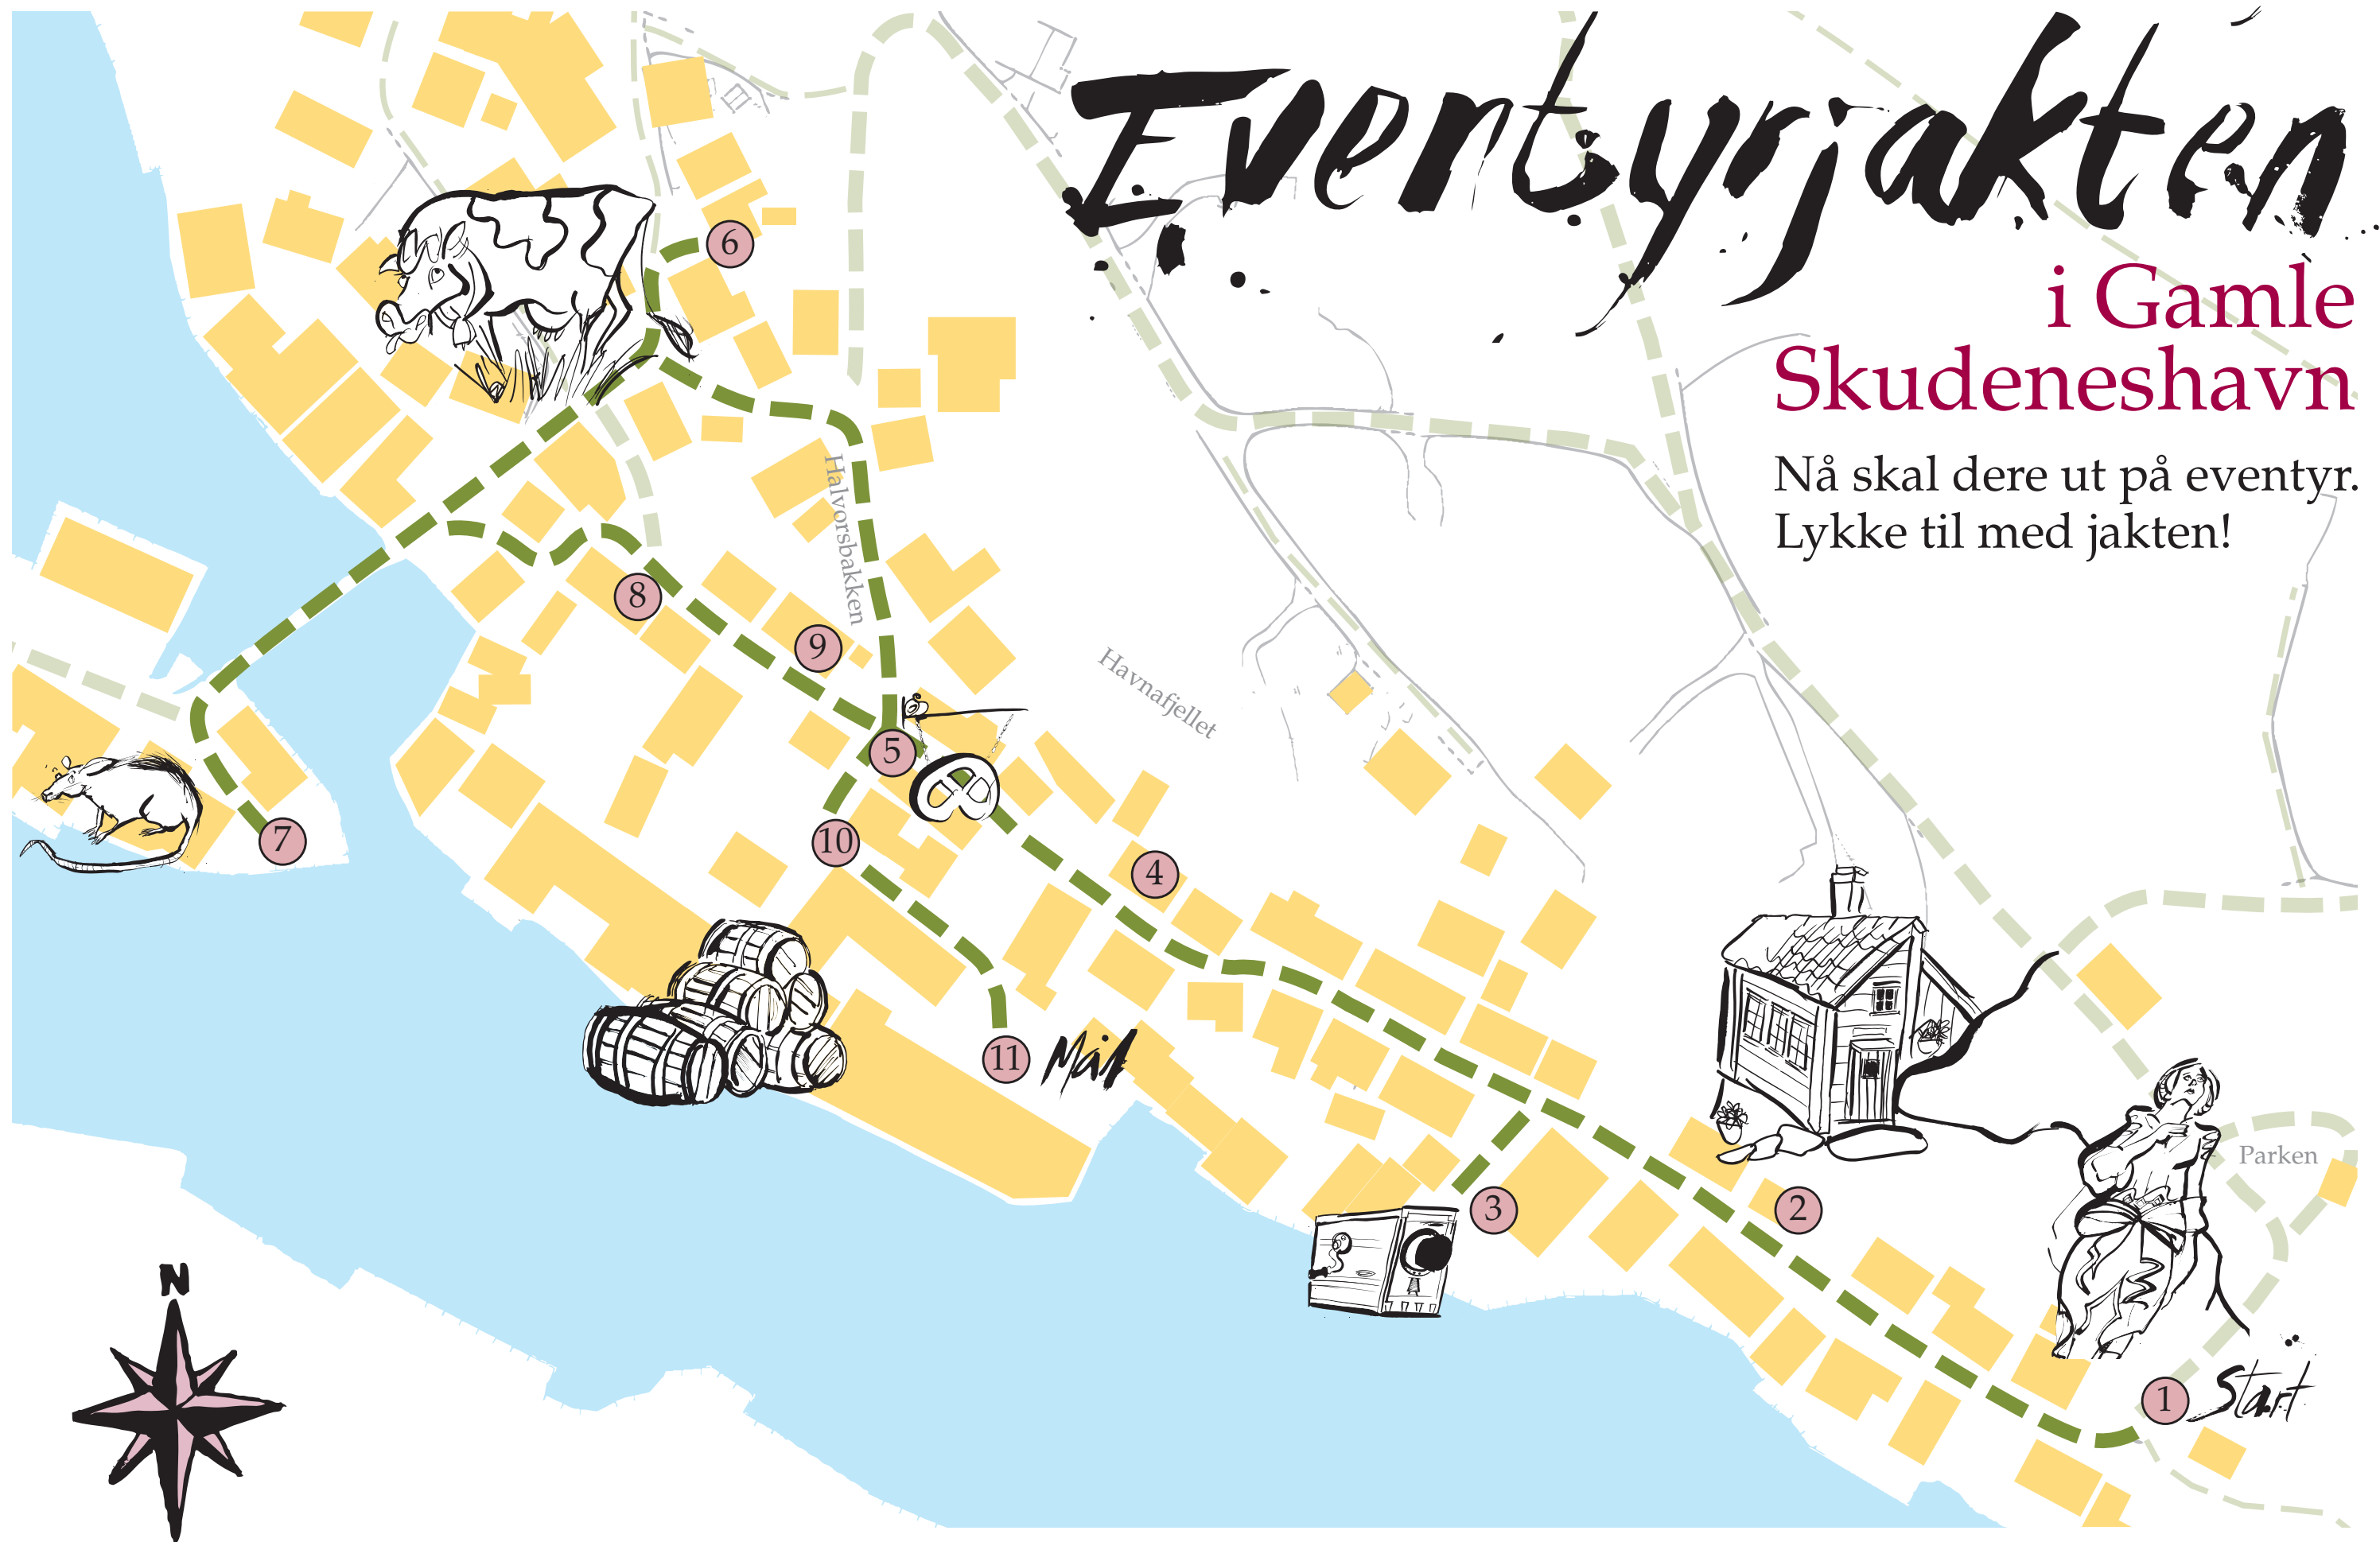 Eventyrjakten
i Gamle
Skudeneshavn
Nå skal dere ut på eventyr.
Lykke til med jakten!
6
Halvorsbakken
8
9
Havnafjellet
5
7
10
4
11 Mål
3
2
Parken
N
1 Start